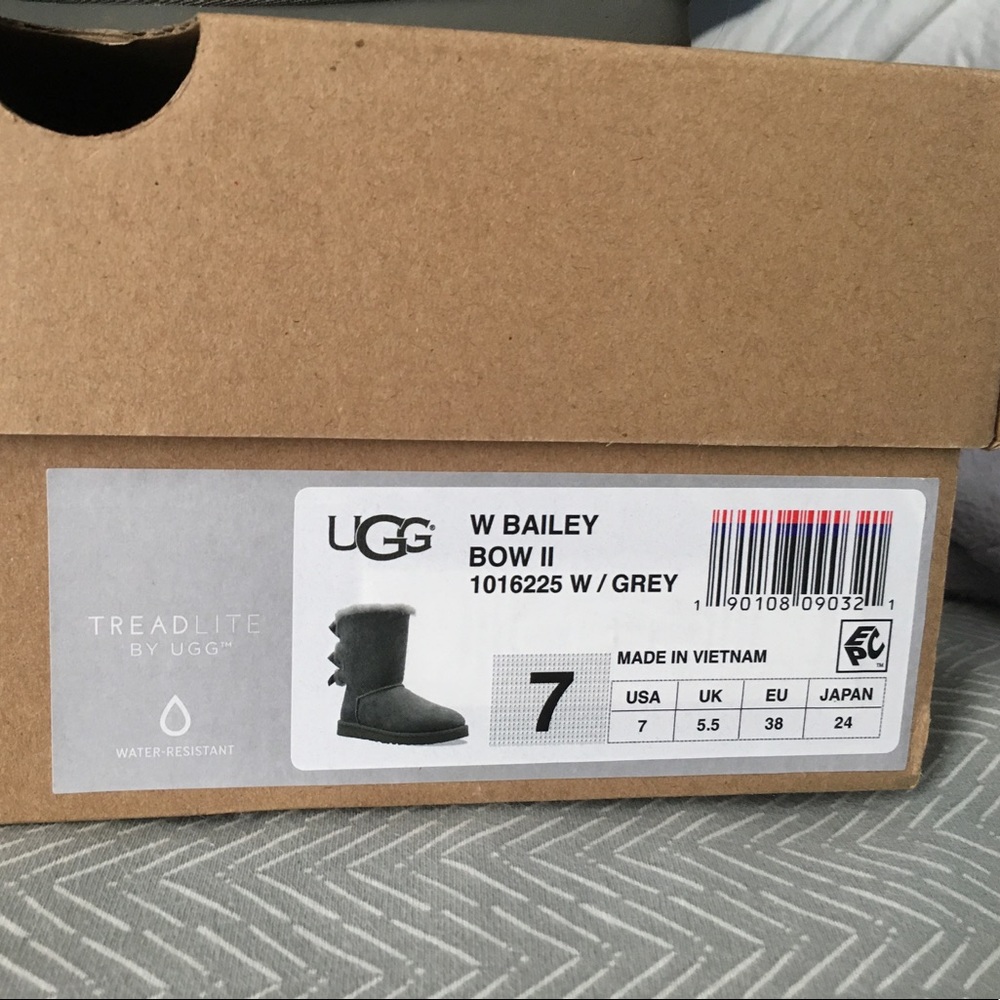 TREADLITE
BY UGG™
WATER-RESISTANT
UGG®
W BAILEY
BOW II
1016225 W / GREY
1 90108 09032 1
EPC™
7
MADE IN VIETNAM
USA UK EU JAPAN
7 5.5 38 24